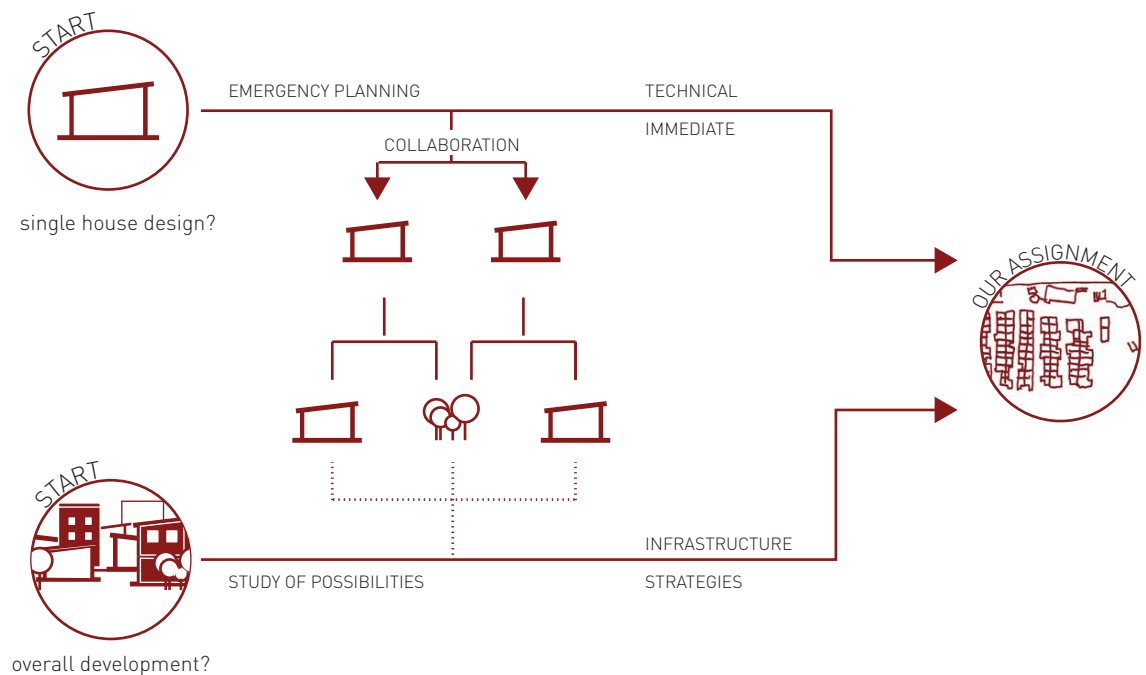 START
EMERGENCY PLANNING
TECHNICAL
IMMEDIATE
COLLABORATION
single house design?
OUR ASSIGNMENT
START
INFRASTRUCTURE
STUDY OF POSSIBILITIES
STRATEGIES
overall development?